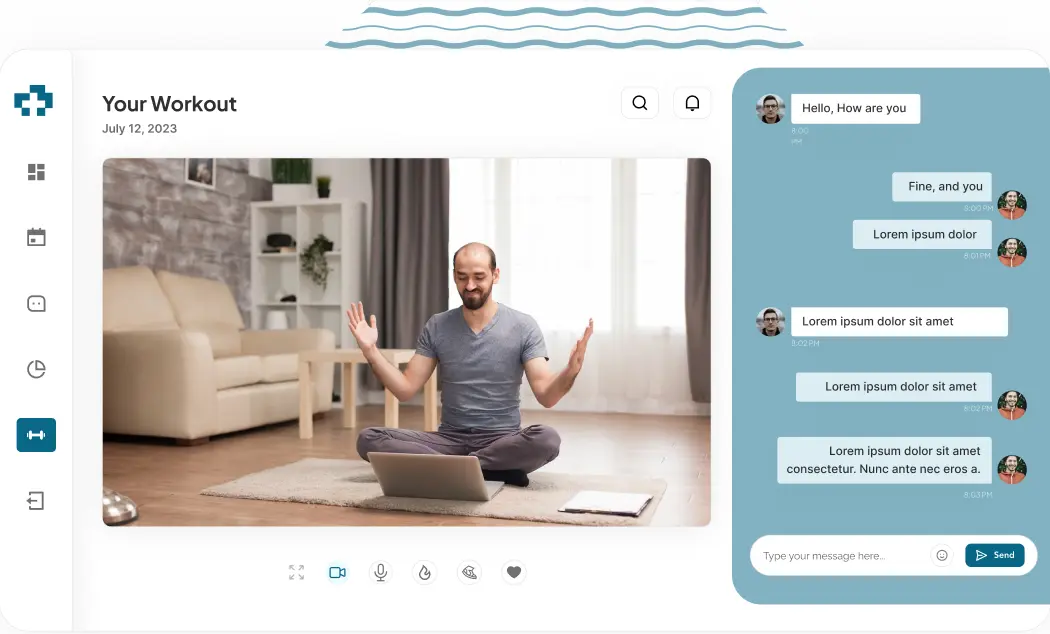 Your Workout
July 12, 2023
Hello, How are you
8:00
PM
Fine, and you
8:00 PM
Lorem ipsum dolor
8:01 PM
Lorem ipsum dolor sit amet
8:02 PM
Lorem ipsum dolor sit amet
8:02 PM
Lorem ipsum dolor sit amet
consectetur. Nunc ante nec eros a.
8:03 PM
Type your message here...
Send